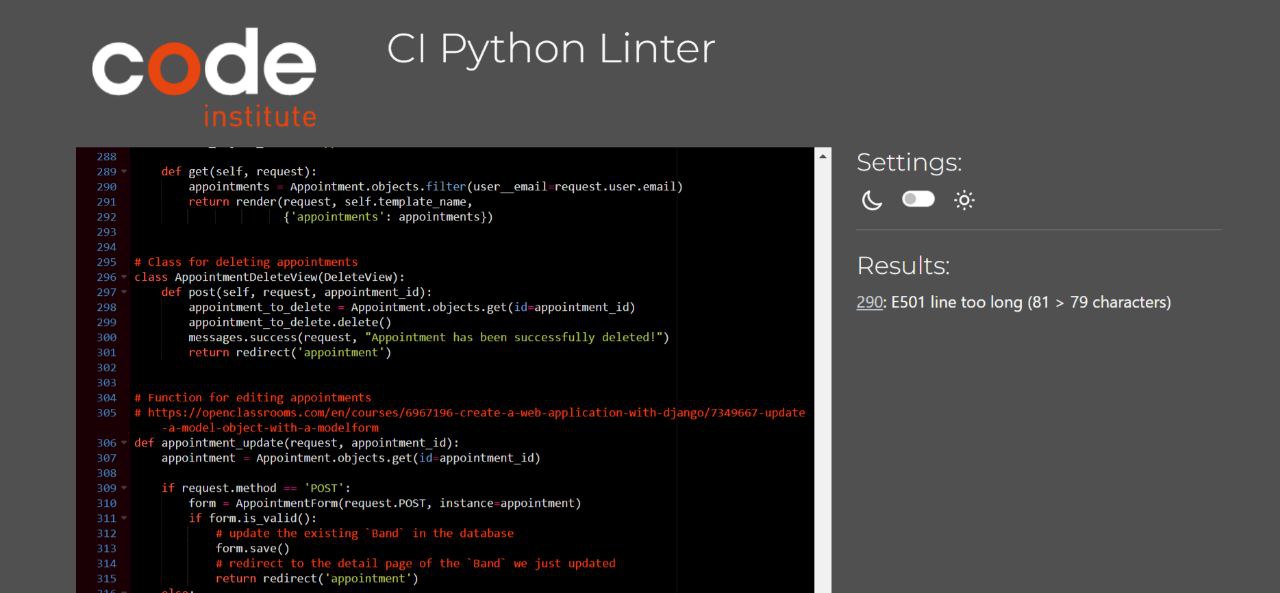 code
institute
CI Python Linter
288
289 def get(self, request):
290 appointments = Appointment.objects.filter(user__email=request.user.email)
291 return render(request, self.template_name,
292 {'appointments': appointments})
293
294
295 # Class for deleting appointments
296 class AppointmentDeleteView(DeleteView):
297 def post(self, request, appointment_id):
298 appointment_to_delete = Appointment.objects.get(id=appointment_id)
299 appointment_to_delete.delete()
300 messages.success(request, "Appointment has been successfully deleted!")
301 return redirect('appointment')
302
303
304 # Function for editing appointments
305 # https://openclassrooms.com/en/courses/6967196-create-a-web-application-with-django/7349667-update
-a-model-object-with-a-modelform
306 def appointment_update(request, appointment_id):
307 appointment = Appointment.objects.get(id=appointment_id)
308
309 if request.method == 'POST':
310 form = AppointmentForm(request.POST, instance=appointment)
311 if form.is_valid():
312 # update the existing `Band` in the database
313 form.save()
314 # redirect to the detail page of the `Band` we just updated
315 return redirect('appointment')
316 else:
Settings:
Results:
290: E501 line too long (81 > 79 characters)